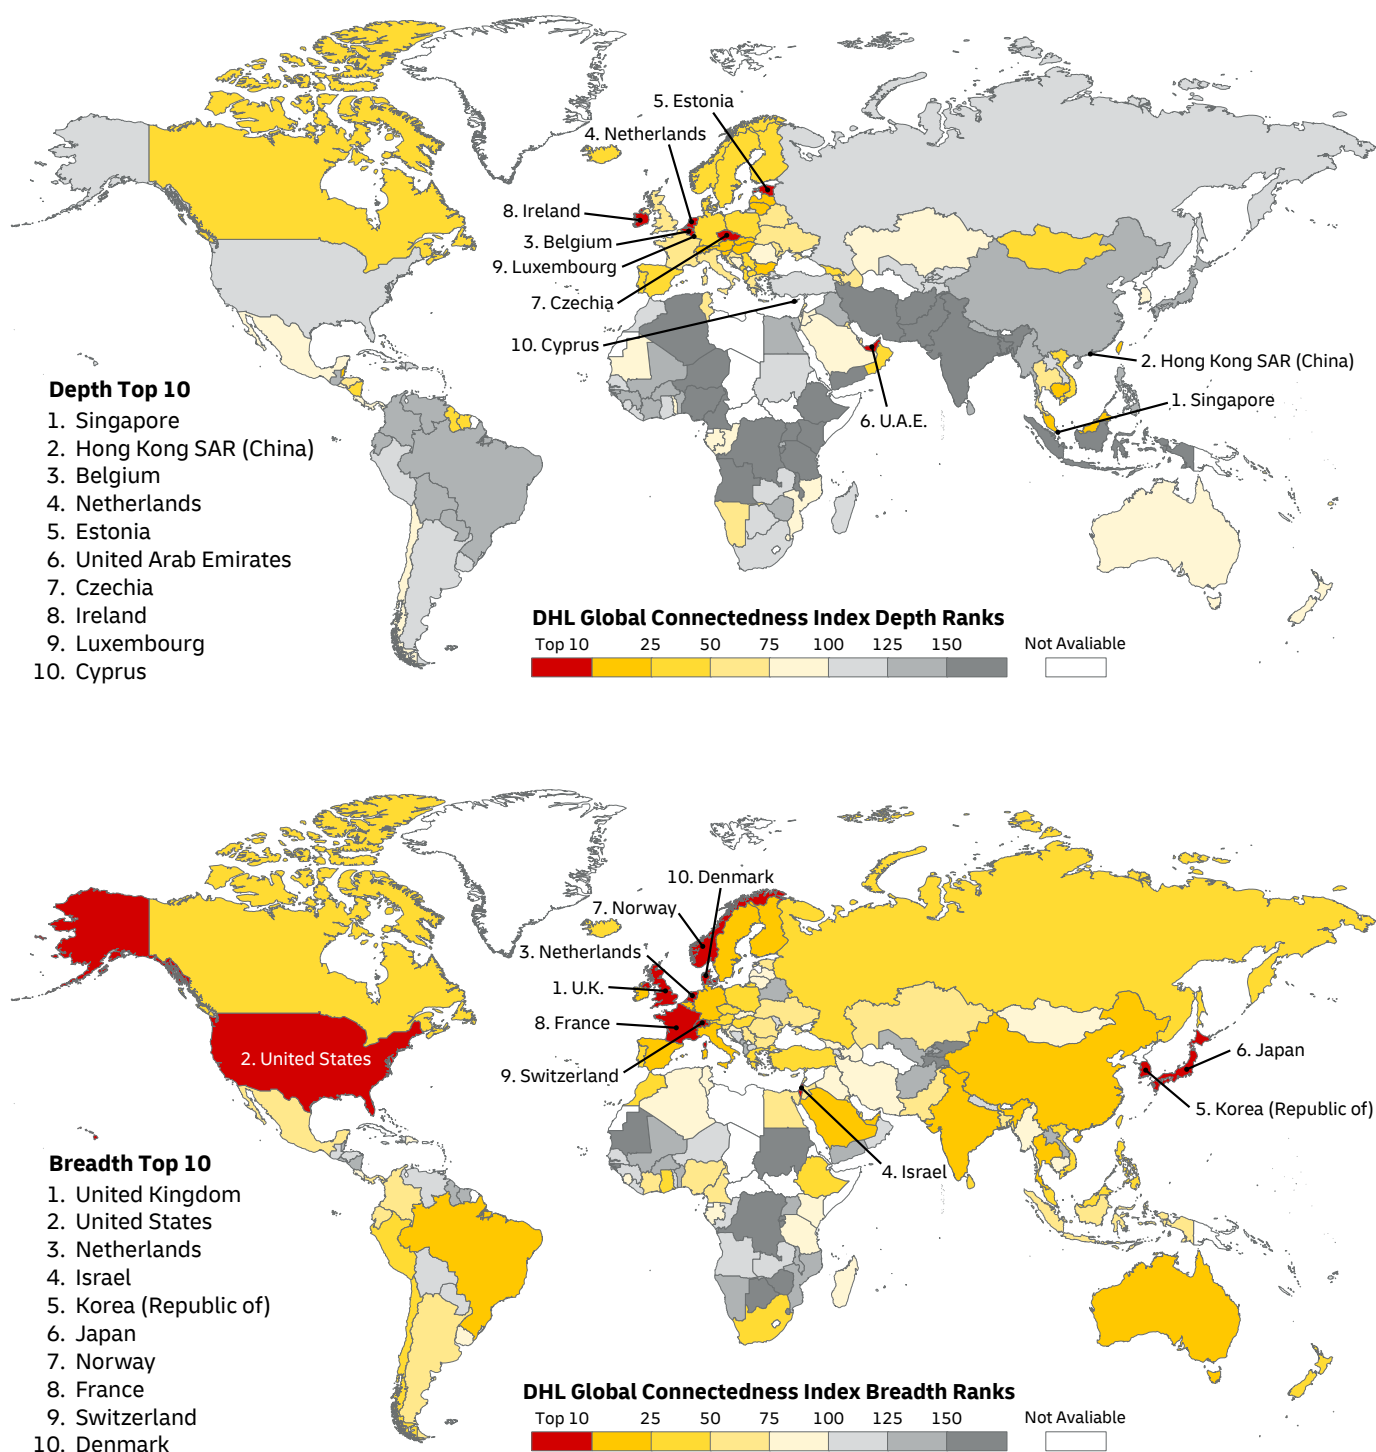 5. Estonia
4. Netherlands
8. Ireland
3. Belgium
9. Luxembourg
7. Czechia
10. Cyprus
6. U.A.E.
2. Hong Kong SAR (China)
1. Singapore
Depth Top 10
1. Singapore
2. Hong Kong SAR (China)
3. Belgium
4. Netherlands
5. Estonia
6. United Arab Emirates
7. Czechia
8. Ireland
9. Luxembourg
10. Cyprus
DHL Global Connectedness Index Depth Ranks
Top 10 25 50 75 100 125 150 Not Avaliable
10. Denmark
7. Norway
3. Netherlands
1. U.K.
8. France
9. Switzerland
2. United States
6. Japan
5. Korea (Republic of)
4. Israel
Breadth Top 10
1. United Kingdom
2. United States
3. Netherlands
4. Israel
5. Korea (Republic of)
6. Japan
7. Norway
8. France
9. Switzerland
10. Denmark
DHL Global Connectedness Index Breadth Ranks
Top 10 25 50 75 100 125 150 Not Avaliable